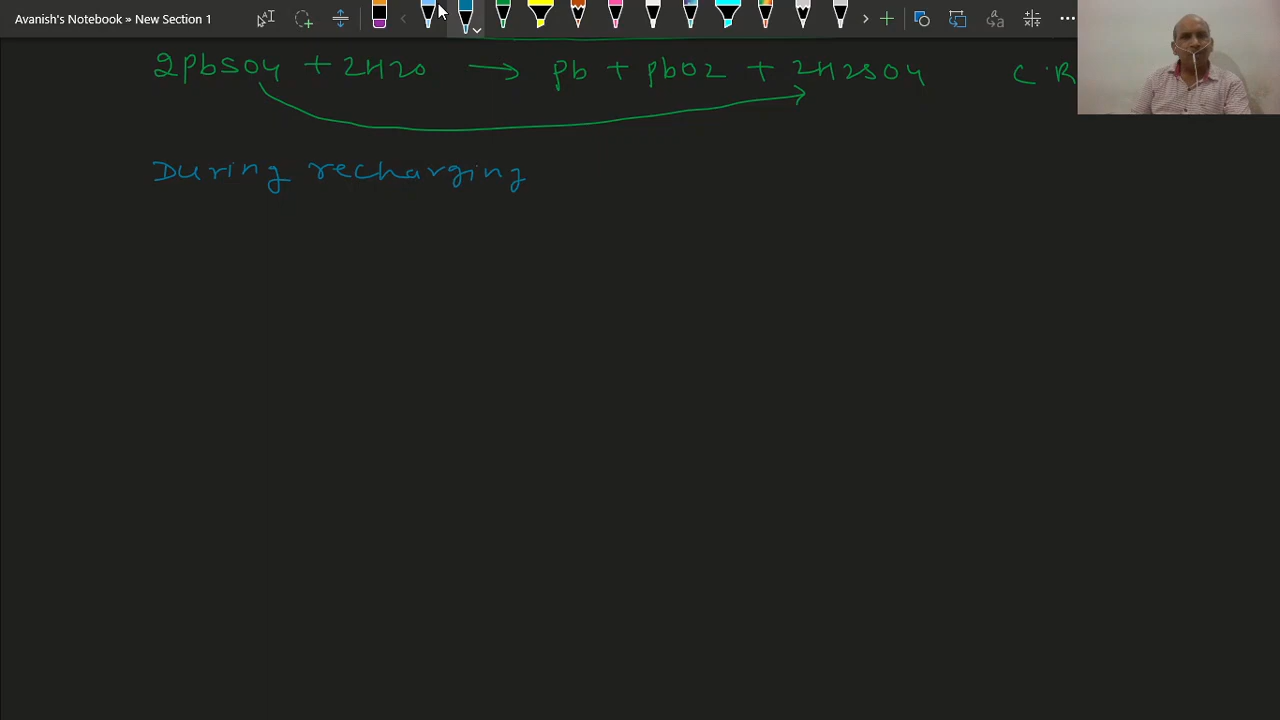 Avanish's Notebook » New Section 1
2PbSO4 + 2H2O → Pb + PbO2 + 2H2SO4 C.R
During recharging